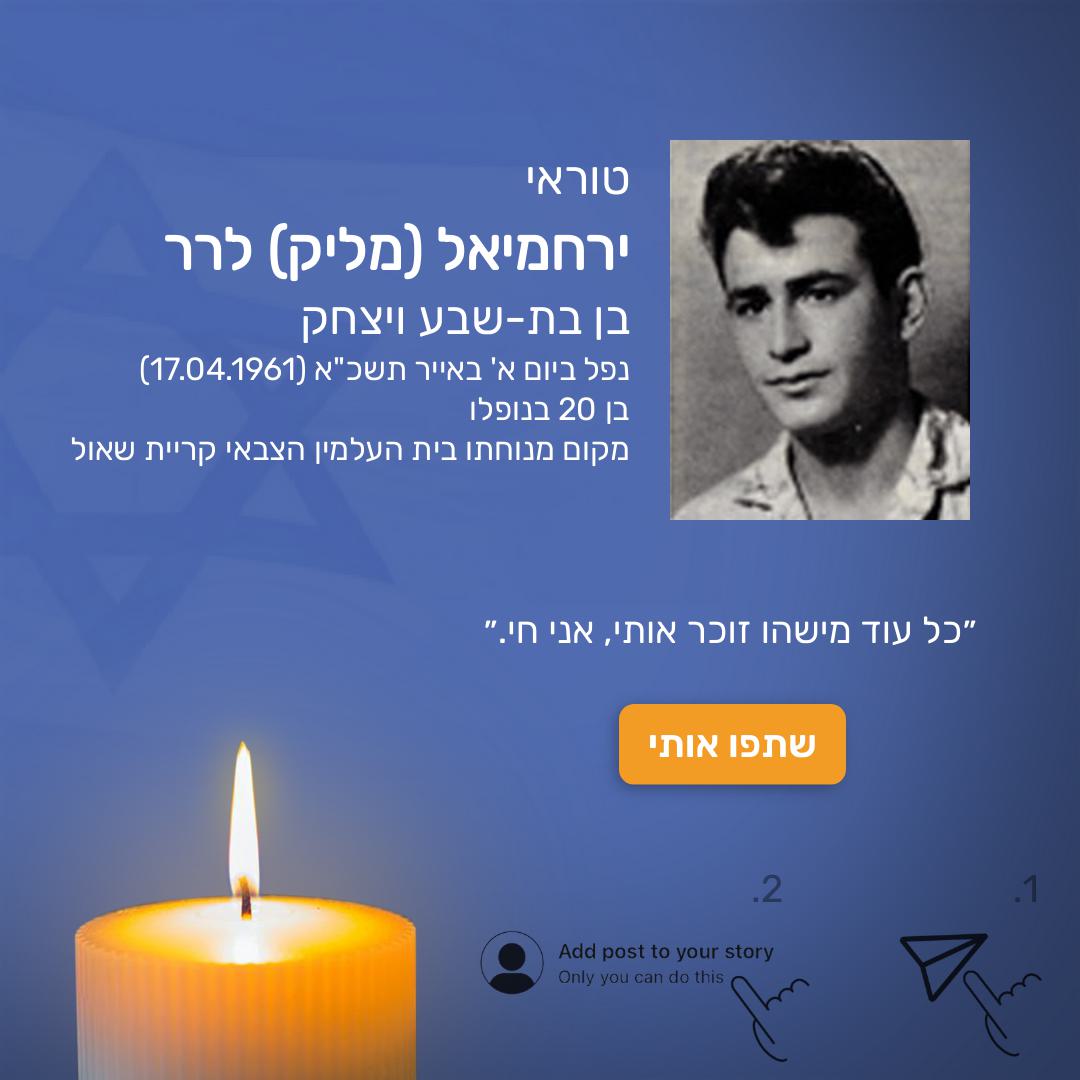 טוראי
ירחמיאל (מליק) לרר
בן בת-שבע ויצחק
נפל ביום א' באייר תשכ"א (17.04.1961)
בן 20 בנופלו
מקום מנוחתו בית העלמין הצבאי קריית שאול
״כל עוד מישהו זוכר אותי, אני חי.״
שתפו אותי
1.
2.
Add post to your story
Only you can do this